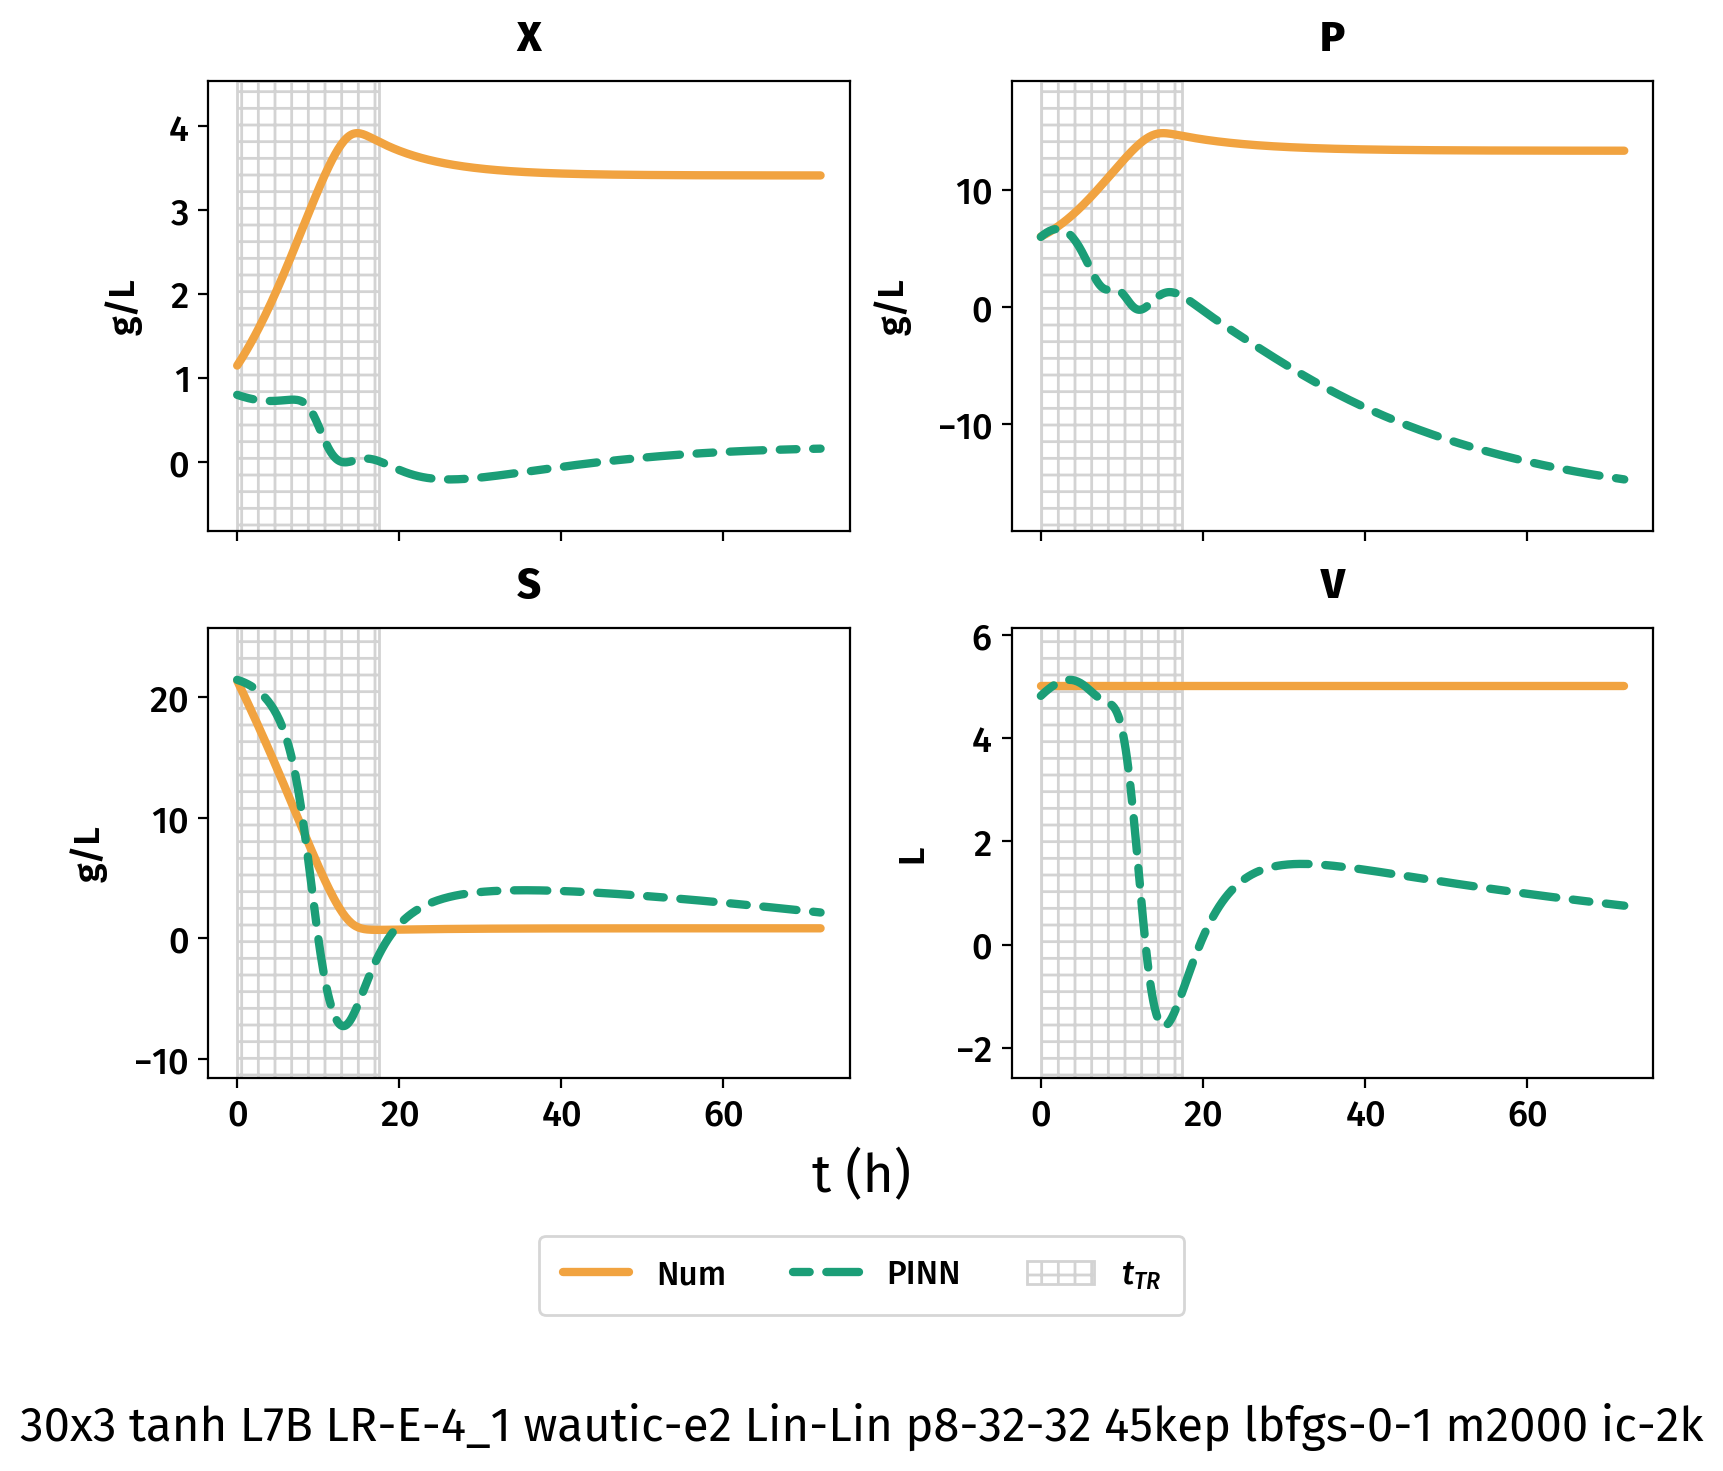 X
P
4
3
2
1
0
g/L
10
0
−10
g/L
S
V
20
10
0
−10
g/L
6
4
2
0
−2
L
0 20 40 60
0 20 40 60
t (h)
Num PINN t_TR
30x3 tanh L7B LR-E-4_1 wautic-e2 Lin-Lin p8-32-32 45kep lbfgs-0-1 m2000 ic-2k